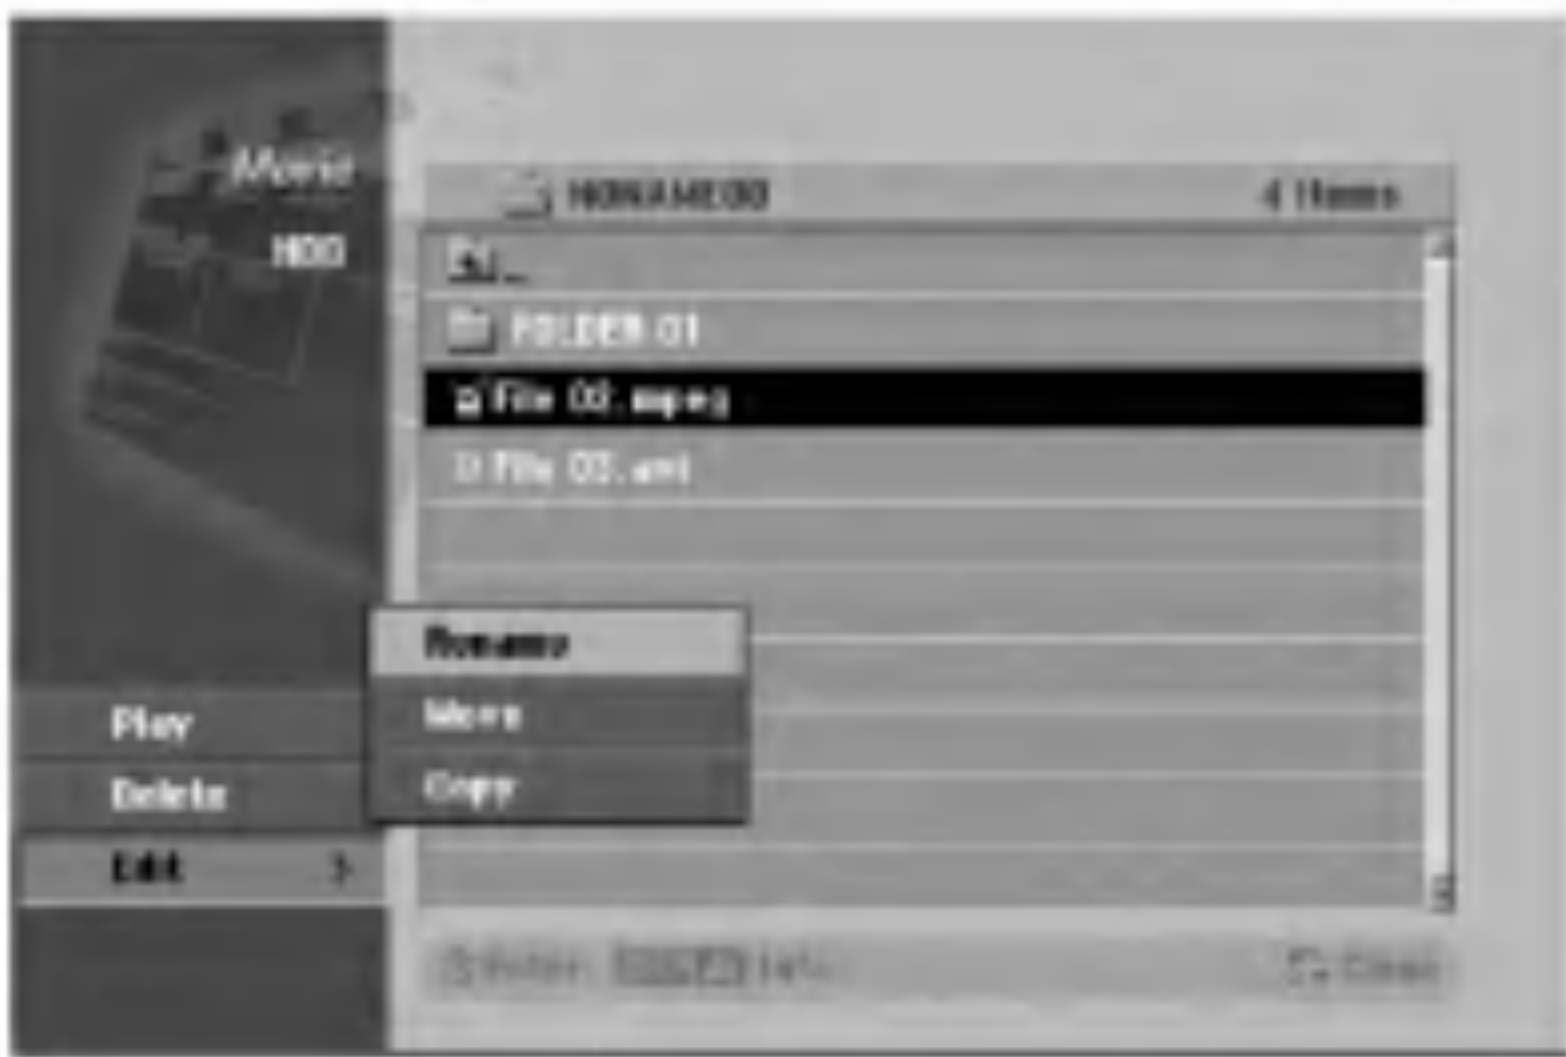 Movie
HDD
NONAME00 4 Items
FOLDER 01
File 02.mpeg
File 03.avi
Rename
Move
Copy
Play
Delete
Edit >
Close